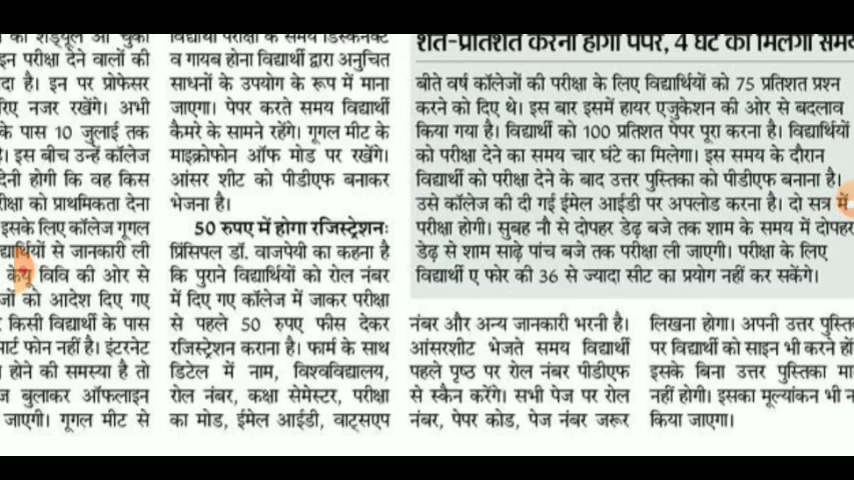 इन परीक्षा देने वालों की
दा है। इन पर प्रोफेसर
रिए नजर रखेंगे। अभी
के पास 10 जुलाई तक
है। इस बीच उन्हें कॉलेज
देनी होगी कि वह किस
रीक्षा को प्राथमिकता देना
इसके लिए कॉलेज गूगल
द्यार्थियों से जानकारी ली
केयू विवि की ओर से
जों को आदेश दिए गए
किसी विद्यार्थी के पास
मार्ट फोन नहीं है। इंटरनेट
होने की समस्या है तो
ज बुलाकर ऑफलाइन
जाएगी। गूगल मीट से
विद्यार्थी परीक्षा के समय डिस्कनेक्ट
व गायब होना विद्यार्थी द्वारा अनुचित
साधनों के उपयोग के रूप में माना
जाएगा। पेपर करते समय विद्यार्थी
कैमरे के सामने रहेंगे। गूगल मीट के
माइक्रोफोन ऑफ मोड पर रखेंगे।
आंसर शीट को पीडीएफ बनाकर
भेजना है।
50 रुपए में होगा रजिस्ट्रेशनः
प्रिंसिपल डॉ. वाजपेयी का कहना है
कि पुराने विद्यार्थियों को रोल नंबर
में दिए गए कॉलेज में जाकर परीक्षा
से पहले 50 रुपए फीस देकर
रजिस्ट्रेशन कराना है। फार्म के साथ
डिटेल में नाम, विश्वविद्यालय,
रोल नंबर, कक्षा सेमेस्टर, परीक्षा
का मोड, ईमेल आईडी, वाट्सएप
शत-प्रतिशत करना होगा पेपर, 4 घंटे का मिलेगा समय
बीते वर्ष कॉलेजों की परीक्षा के लिए विद्यार्थियों को 75 प्रतिशत प्रश्न
करने को दिए थे। इस बार इसमें हायर एजुकेशन की ओर से बदलाव
किया गया है। विद्यार्थी को 100 प्रतिशत पेपर पूरा करना है। विद्यार्थियों
को परीक्षा देने का समय चार घंटे का मिलेगा। इस समय के दौरान
विद्यार्थी को परीक्षा देने के बाद उत्तर पुस्तिका को पीडीएफ बनाना है।
उसे कॉलेज की दी गई ईमेल आईडी पर अपलोड करना है। दो सत्र में
परीक्षा होगी। सुबह नौ से दोपहर डेढ़ बजे तक शाम के समय में दोपहर
डेढ़ से शाम साढ़े पांच बजे तक परीक्षा ली जाएगी। परीक्षा के लिए
विद्यार्थी ए फोर की 36 से ज्यादा सीट का प्रयोग नहीं कर सकेंगे।
नंबर और अन्य जानकारी भरनी है।
आंसरशीट भेजते समय विद्यार्थी
पहले पृष्ठ पर रोल नंबर पीडीएफ
से स्कैन करेंगे। सभी पेज पर रोल
नंबर, पेपर कोड, पेज नंबर जरूर
लिखना होगा। अपनी उत्तर पुस्ति
पर विद्यार्थी को साइन भी करने हों
इसके बिना उत्तर पुस्तिका मा
नहीं होगी। इसका मूल्यांकन भी न
किया जाएगा।